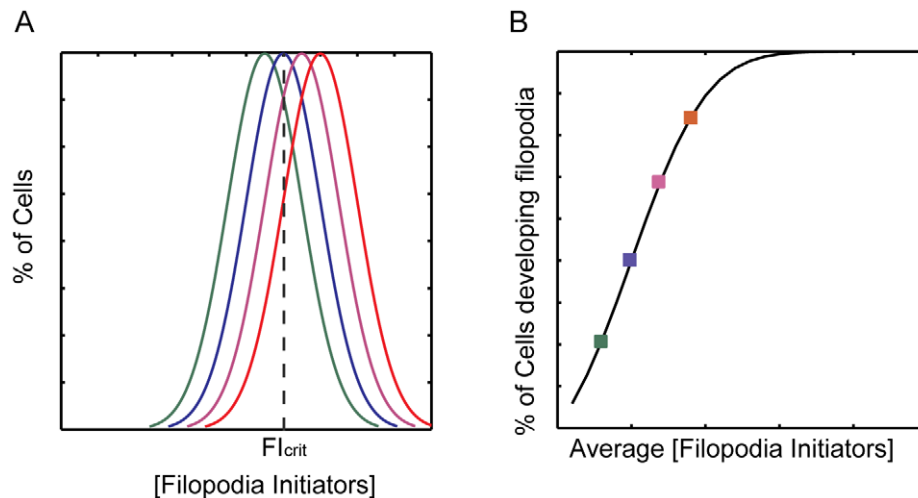 A
% of Cells
FIcrit
[Filopodia Initiators]
B
% of Cells developing filopodia
Average [Filopodia Initiators]